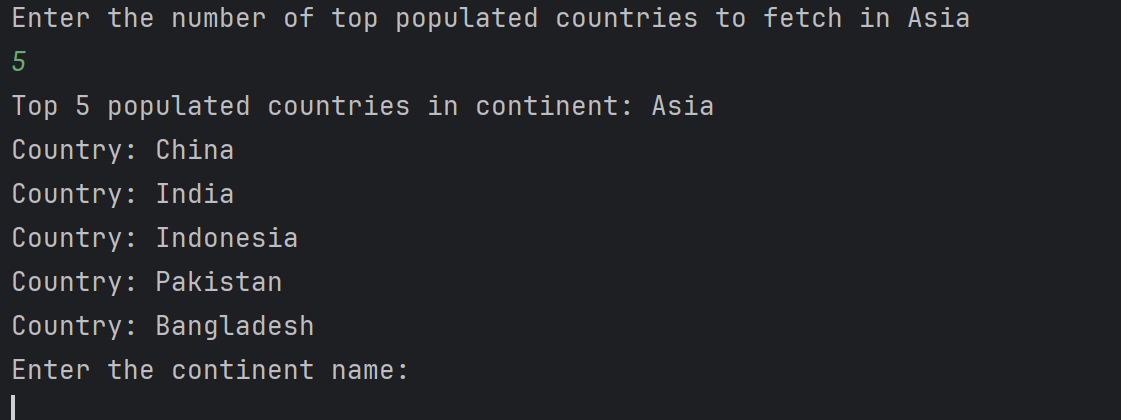 Enter the number of top populated countries to fetch in Asia
5
Top 5 populated countries in continent: Asia
Country: China
Country: India
Country: Indonesia
Country: Pakistan
Country: Bangladesh
Enter the continent name: